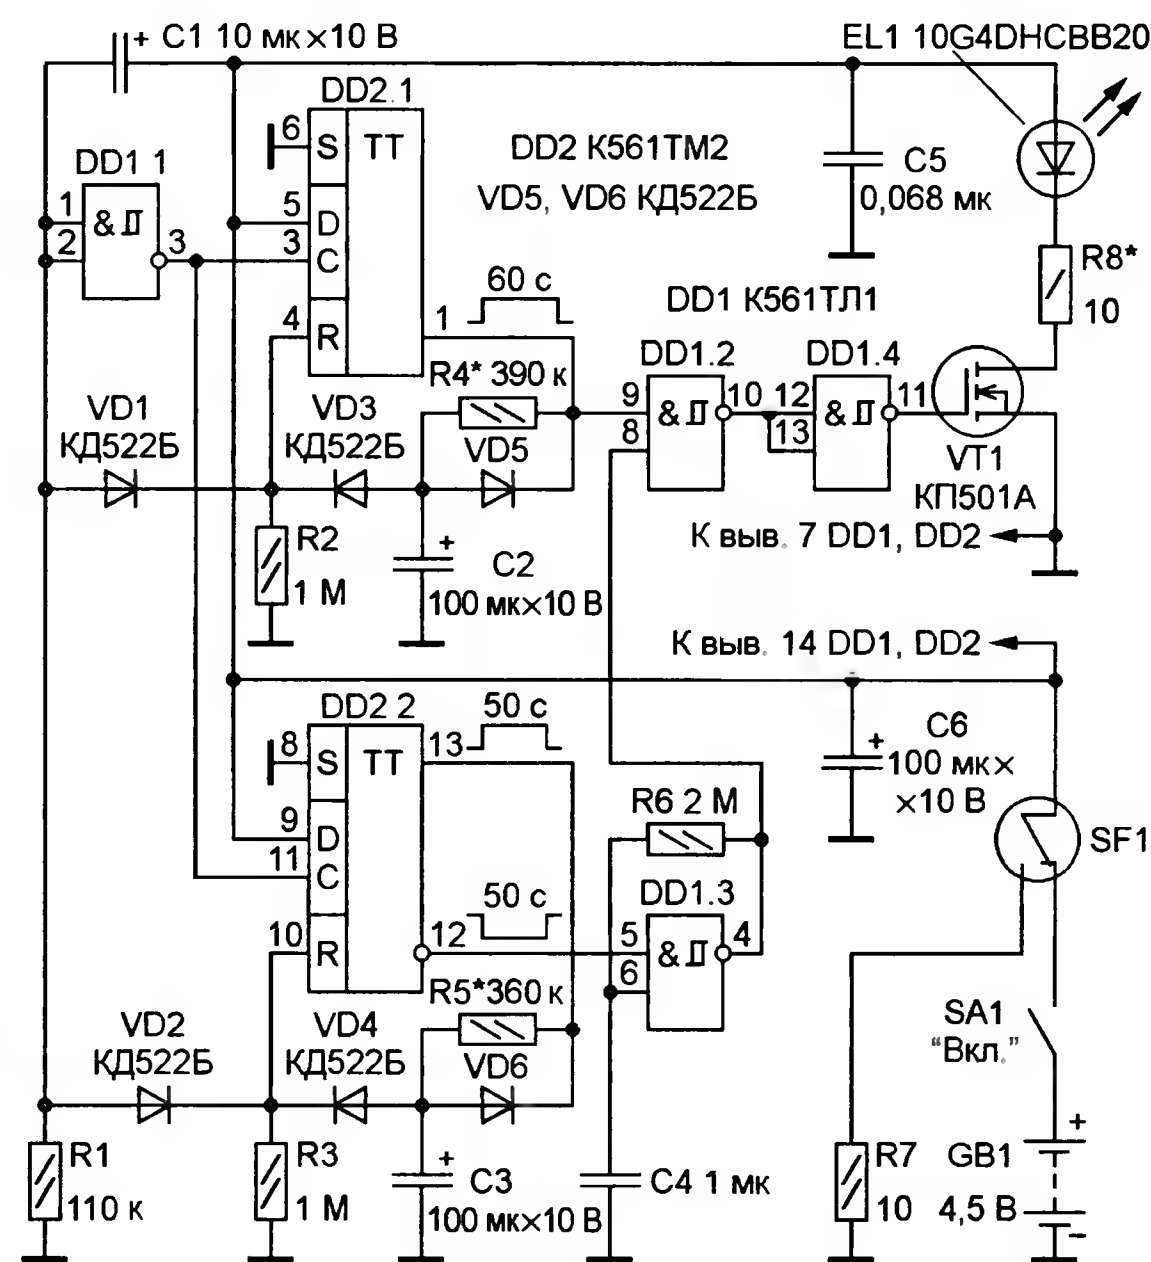 + C1 10 мк×10 В
EL1 10G4DHCBB20
DD2.1
6 S TT
DD2 К561ТМ2
VD5, VD6 КД522Б
C5
0,068 мк
DD1 1
1
2
&
3
5 D
3 C
4 R
1
60 с
R8*
10
DD1 К561ТЛ1
DD1.2
DD1.4
R4* 390 к
9
8
&
10
12
13
&
11
VD1
КД522Б
VD3
КД522Б
VD5
VT1
КП501А
R2
1 М
+
C2
100 мк×10 В
К выв. 7 DD1, DD2
К выв. 14 DD1, DD2
DD2 2
8 S TT
13
50 с
9 D
11 C
10 R
12
50 с
C6
+
100 мк×
×10 В
R6 2 М
SF1
DD1.3
5
6
&
4
R5*360 к
VD2
КД522Б
VD4
КД522Б
VD6
SA1
“Вкл.”
R1
110 к
R3
1 М
+
C3
100 мк×10 В
C4 1 мк
R7
10
GB1
4,5 В
+
−